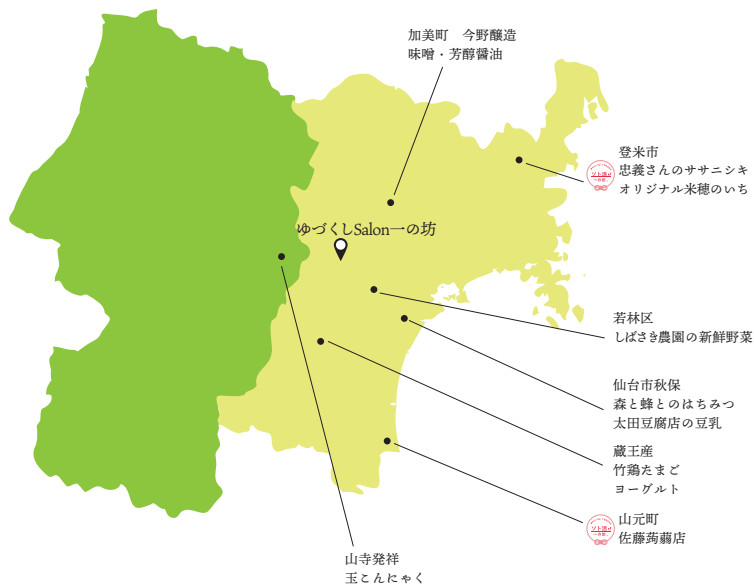 加美町　今野醸造
味噌・芳醇醤油
登米市
忠義さんのササニシキ
オリジナル米穂のいち
ゆづくしSalon一の坊
若林区
しばさき農園の新鮮野菜
仙台市秋保
森と蜂とのはちみつ
太田豆腐店の豆乳
蔵王産
竹鶏たまご
ヨーグルト
山元町
佐藤蒟蒻店
山寺発祥
玉こんにゃく